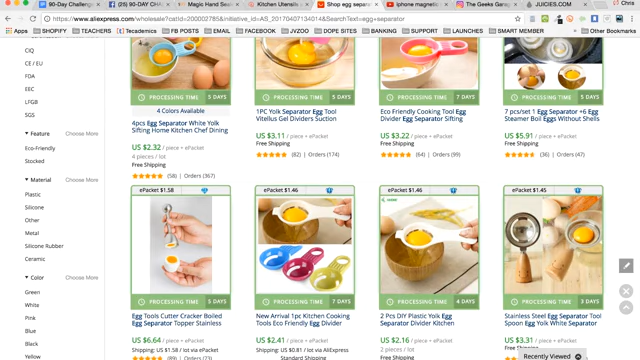 90-Day Challenge
(25) 90-DAY CHAL
Magic Hand Seas
Kitchen Utensils
Shop egg separat
iphone magnetic
The Geeks Garag
JUICIES.COM
Chris
https://www.aliexpress.com/wholesale?catId=200002785&initiative_id=AS_20170407134014&SearchText=egg+separator
Apps
SHOPIFY
TEACHERS
Tecademics
FB POSTS
EMAIL
JVZOO
DOPE SITES
BANKING
LAUNCHES
SMART MEMBER
Other Bookmarks
CIQ
CE / EU
FDA
EEC
LFGB
SGS
Feature
Choose More
Eco-Friendly
Stocked
Material
Choose More
Plastic
Silicone
Other
Metal
Silicone Rubber
Ceramic
Color
Choose More
Green
White
Pink
Blue
Black
PROCESSING TIME 5 DAYS
4 Colors Available
4pcs Egg Separator White Yolk
Sifting Home Kitchen Chef Dining
US $2.32 / piece + ePacket
4 pieces / lot
Free Shipping
(58) Orders (367)
PROCESSING TIME 5 DAYS
1PC Yolk Separator Egg Tool
Vitellus Gel Dividers Suction
US $3.11 / piece + ePacket
Free Shipping
(82) Orders (174)
PROCESSING TIME 7 DAYS
Eco Friendly Cooking Tool Egg
Divider Egg Separator Sifting
US $3.22 / piece + ePacket
Free Shipping
(64) Orders (99)
PROCESSING TIME 5 DAYS
7 pcs/set 1 Egg Separator +6 Egg
Steamer Boil Eggs Without Shells
US $5.91 / piece + ePacket
Free Shipping
(36) Orders (47)
ePacket $1.58
PROCESSING TIME 5 DAYS
Egg Tools Cutter Cracker Boiled
Egg Separator Topper Stainless
US $6.64 / piece + ePacket
Shipping: US $1.58 / lot via ePacket
(89) Orders (73)
ePacket $1.46
PROCESSING TIME 7 DAYS
New Arrival 1pc Kitchen Cooking
Tools Eco Friendly Egg Divider
US $2.41 / piece + ePacket
Shipping: US $0.81 / lot via AliExpress
Standard Shipping
ePacket $1.46
PROCESSING TIME 4 DAYS
2 Pcs DIY Plastic Yolk Egg
Separator Divider Kitchen
US $2.16 / piece + ePacket
2 pieces / lot
Free Shipping
ePacket $1.45
PROCESSING TIME 5 DAYS
Stainless Steel Egg Separator Tool
Spoon Egg Yolk White Separator
US $3.31 / piece + ePacket
Free Shipping
Recently Viewed